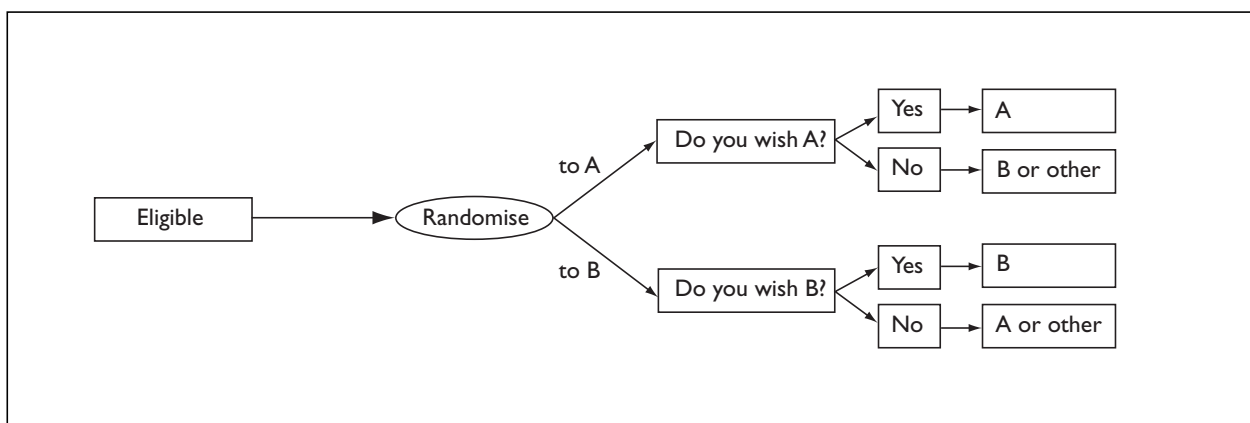 Eligible
Randomise
to A
to B
Do you wish A?
Yes
A
No
B or other
Do you wish B?
Yes
B
No
A or other